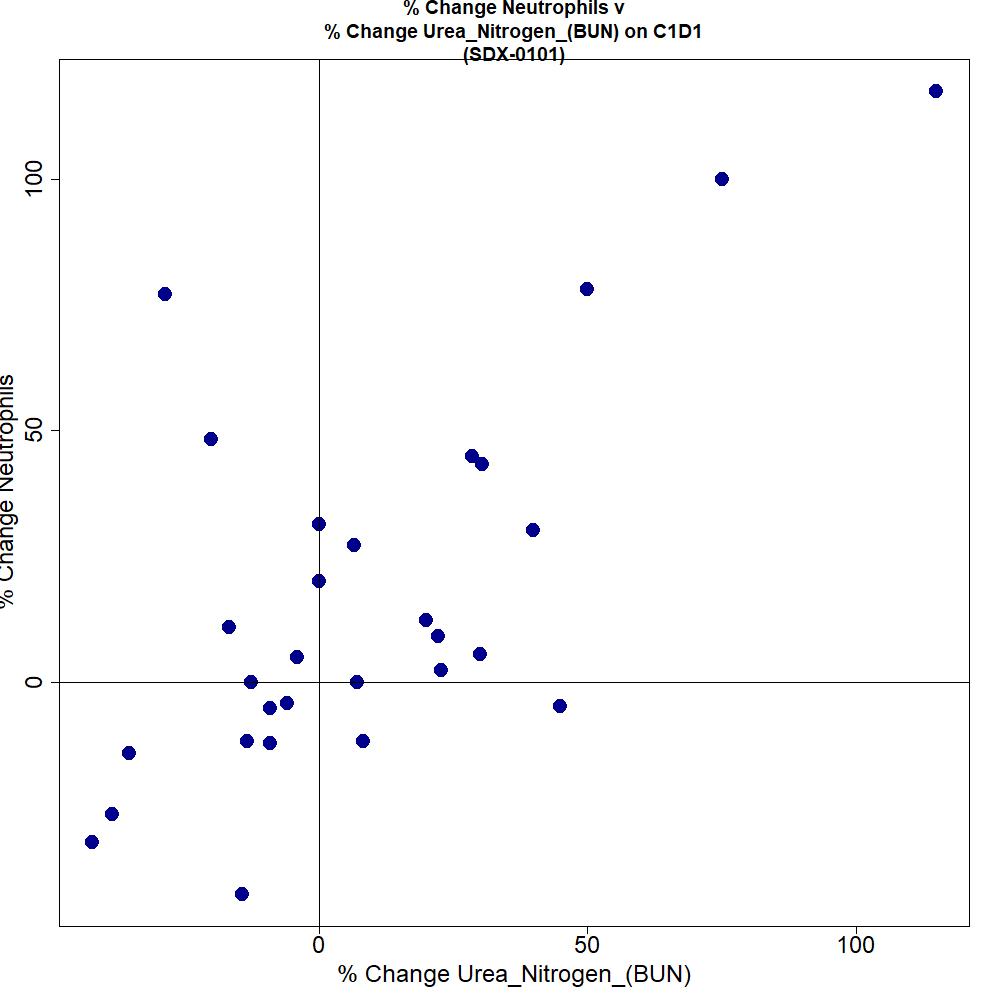 % Change Neutrophils v
% Change Urea_Nitrogen_(BUN) on C1D1
(SDX-0101)
% Change Neutrophils
100
50
0
0
50
100
% Change Urea_Nitrogen_(BUN)